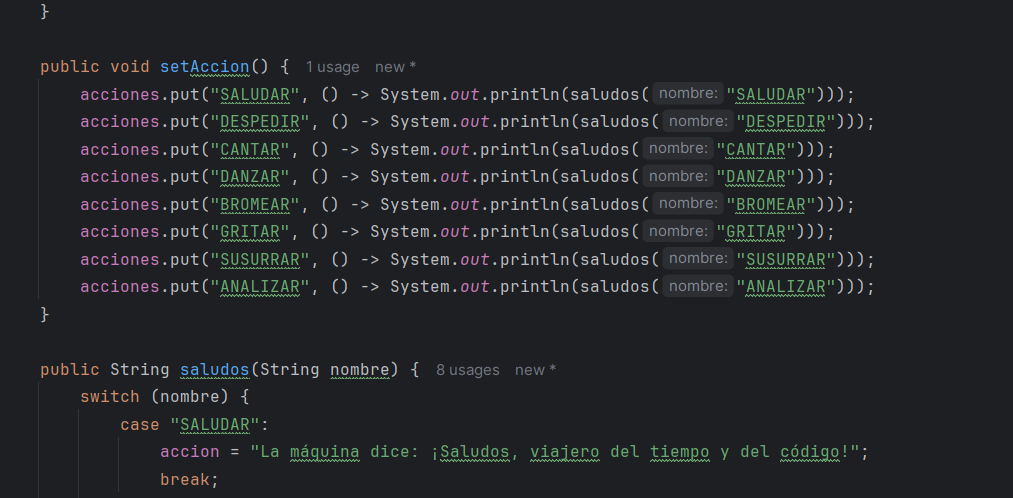 }
public void setAccion() { 1 usage new *
acciones.put("SALUDAR", () -> System.out.println(saludos( nombre: "SALUDAR")));
acciones.put("DESPEDIR", () -> System.out.println(saludos( nombre: "DESPEDIR")));
acciones.put("CANTAR", () -> System.out.println(saludos( nombre: "CANTAR")));
acciones.put("DANZAR", () -> System.out.println(saludos( nombre: "DANZAR")));
acciones.put("BROMEAR", () -> System.out.println(saludos( nombre: "BROMEAR")));
acciones.put("GRITAR", () -> System.out.println(saludos( nombre: "GRITAR")));
acciones.put("SUSURRAR", () -> System.out.println(saludos( nombre: "SUSURRAR")));
acciones.put("ANALIZAR", () -> System.out.println(saludos( nombre: "ANALIZAR")));
}
public String saludos(String nombre) { 8 usages new *
switch (nombre) {
case "SALUDAR":
accion = "La máquina dice: ¡Saludos, viajero del tiempo y del código!";
break;